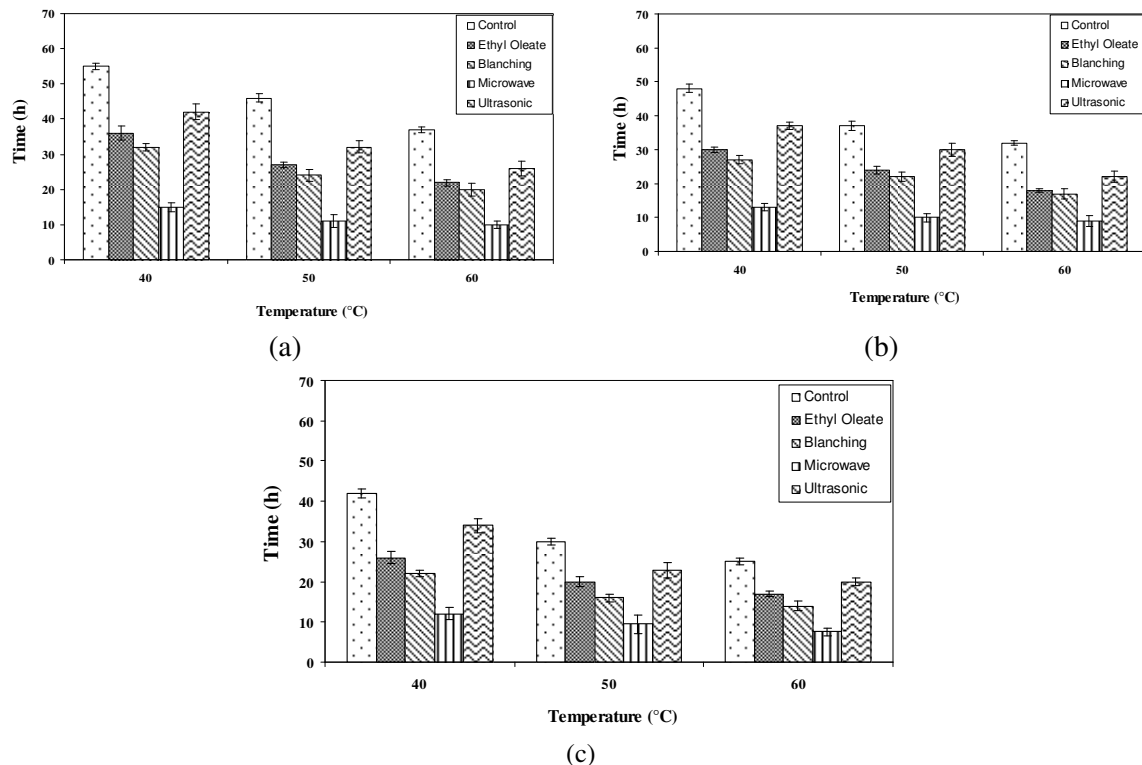 70
60
50
40
30
20
10
0
Time (h)
40
50
60
Temperature (°C)
Control
Ethyl Oleate
Blanching
Microwave
Ultrasonic
(a)
70
60
50
40
30
20
10
0
Time (h)
40
50
60
Temperature (°C)
Control
Ethyl Oleate
Blanching
Microwave
Ultrasonic
(b)
70
60
50
40
30
20
10
0
Time (h)
40
50
60
Temperature (°C)
Control
Ethyl Oleate
Blanching
Microwave
Ultrasonic
(c)